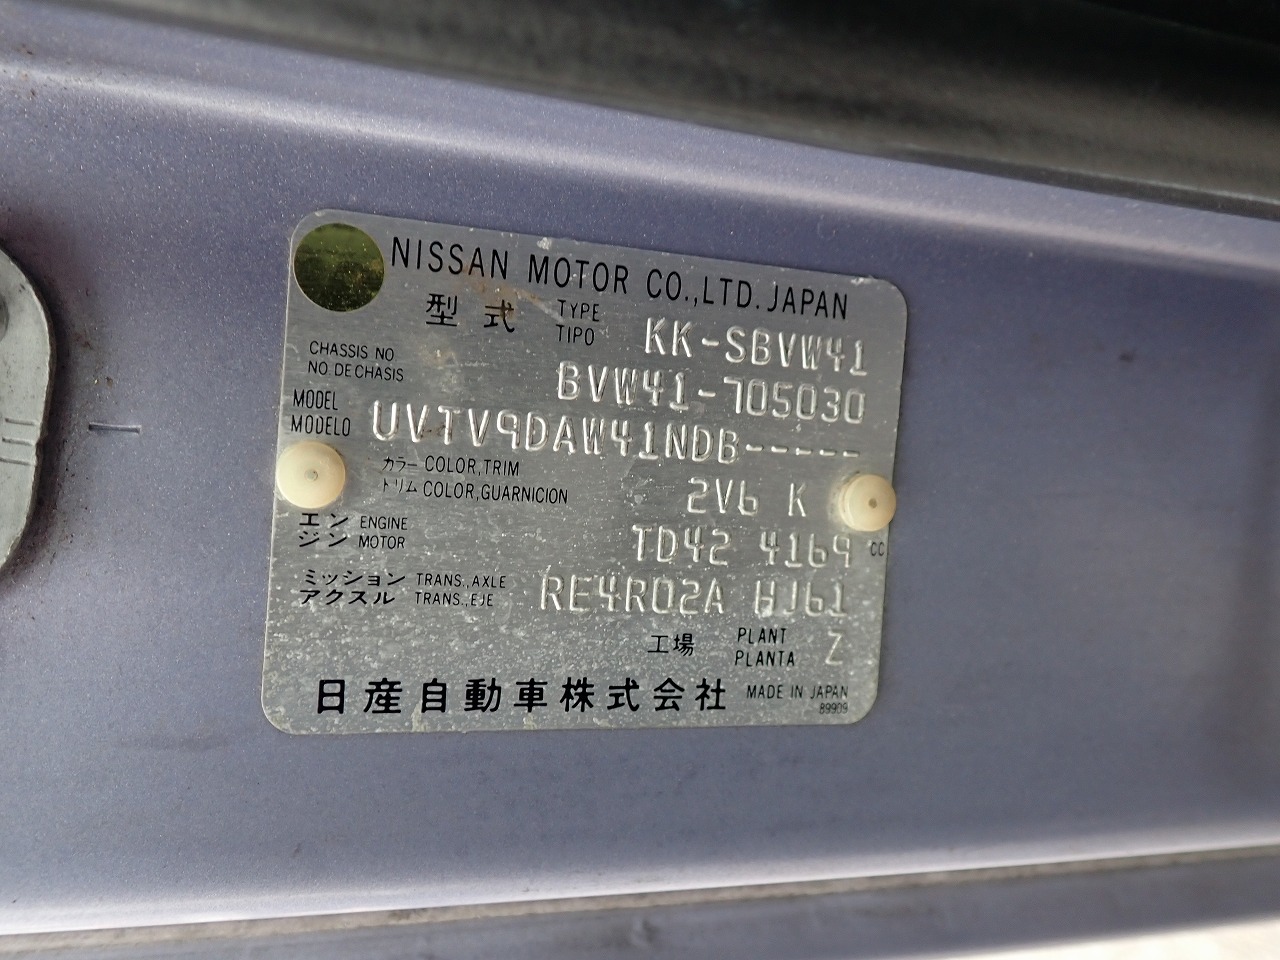 NISSAN MOTOR CO.,LTD. JAPAN
型式 TYPE TIPO KK-SBVW41
CHASSIS NO
NO DE CHASIS BVW41-705030
MODEL
MODELO UVTV9DAW41NDB-----
カラー COLOR,TRIM
トリム COLOR,GUARNICION 2V6 K
エン ENGINE
ジン MOTOR TD42 4169 CC
ミッション TRANS.,AXLE
アクスル TRANS.,EJE RE4R02A HJ61
工場 PLANT PLANTA Z
日産自動車株式会社 MADE IN JAPAN
89909